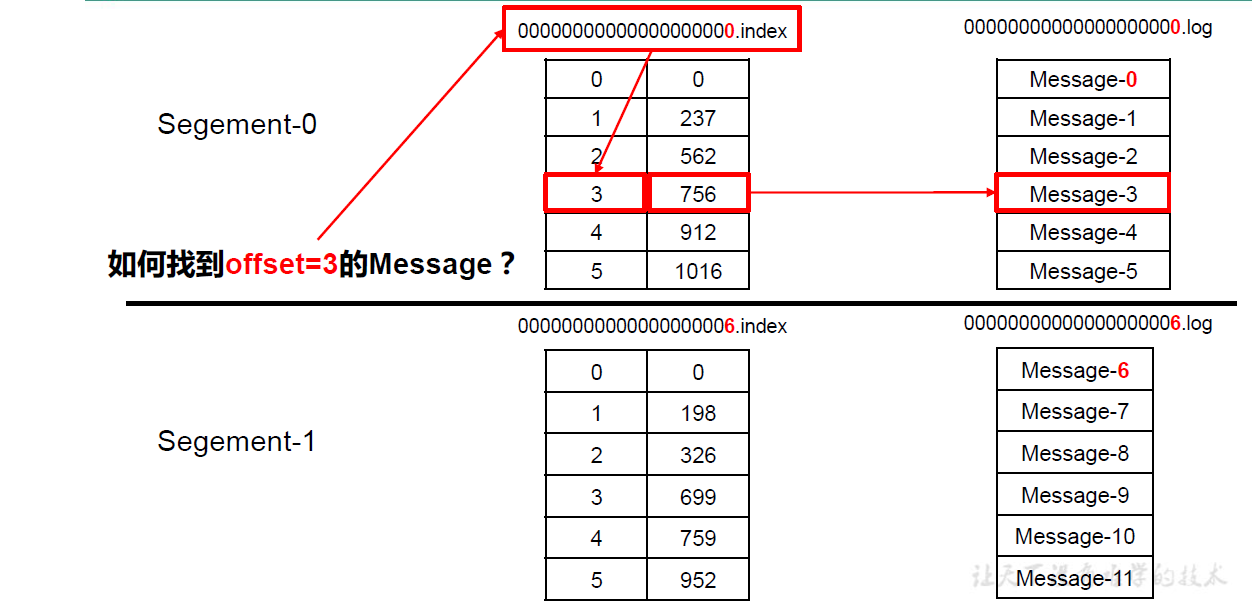 00000000000000000000.index
00000000000000000000.log
Segement-0
0 0 Message-0
1 237 Message-1
2 562 Message-2
3 756 Message-3
4 912 Message-4
5 1016 Message-5
如何找到offset=3的Message？
00000000000000000006.index
00000000000000000006.log
Segement-1
0 0 Message-6
1 198 Message-7
2 326 Message-8
3 699 Message-9
4 759 Message-10
5 952 Message-11
让天 学的技术